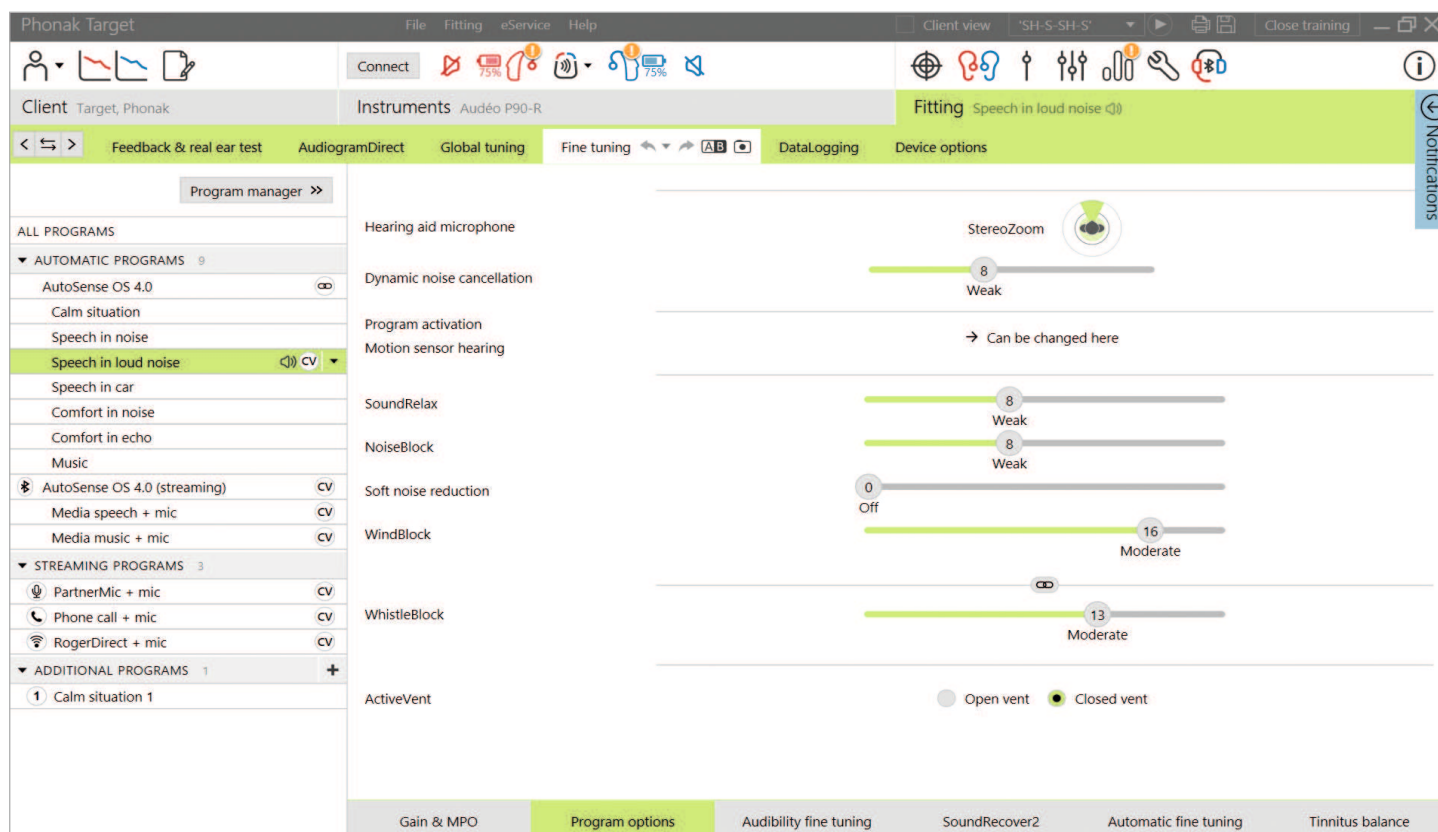 Phonak Target File Fitting eService Help Client view 'SH-S-SH-S' Close training
Connect 75% 75%
Client Target, Phonak Instruments Audéo P90-R Fitting Speech in loud noise
Feedback & real ear test AudiogramDirect Global tuning Fine tuning AB DataLogging Device options
Notifications
Program manager
ALL PROGRAMS
AUTOMATIC PROGRAMS 9
AutoSense OS 4.0
Calm situation
Speech in noise
Speech in loud noise CV
Speech in car
Comfort in noise
Comfort in echo
Music
AutoSense OS 4.0 (streaming) CV
Media speech + mic CV
Media music + mic CV
STREAMING PROGRAMS 3
PartnerMic + mic CV
Phone call + mic CV
RogerDirect + mic CV
ADDITIONAL PROGRAMS 1 +
1 Calm situation 1
Hearing aid microphone StereoZoom
Dynamic noise cancellation 8
Weak
Program activation
Motion sensor hearing
→ Can be changed here
SoundRelax 8
Weak
NoiseBlock 8
Weak
Soft noise reduction 0
Off
WindBlock 16
Moderate
WhistleBlock 13
Moderate
ActiveVent Open vent Closed vent
Gain & MPO Program options Audibility fine tuning SoundRecover2 Automatic fine tuning Tinnitus balance